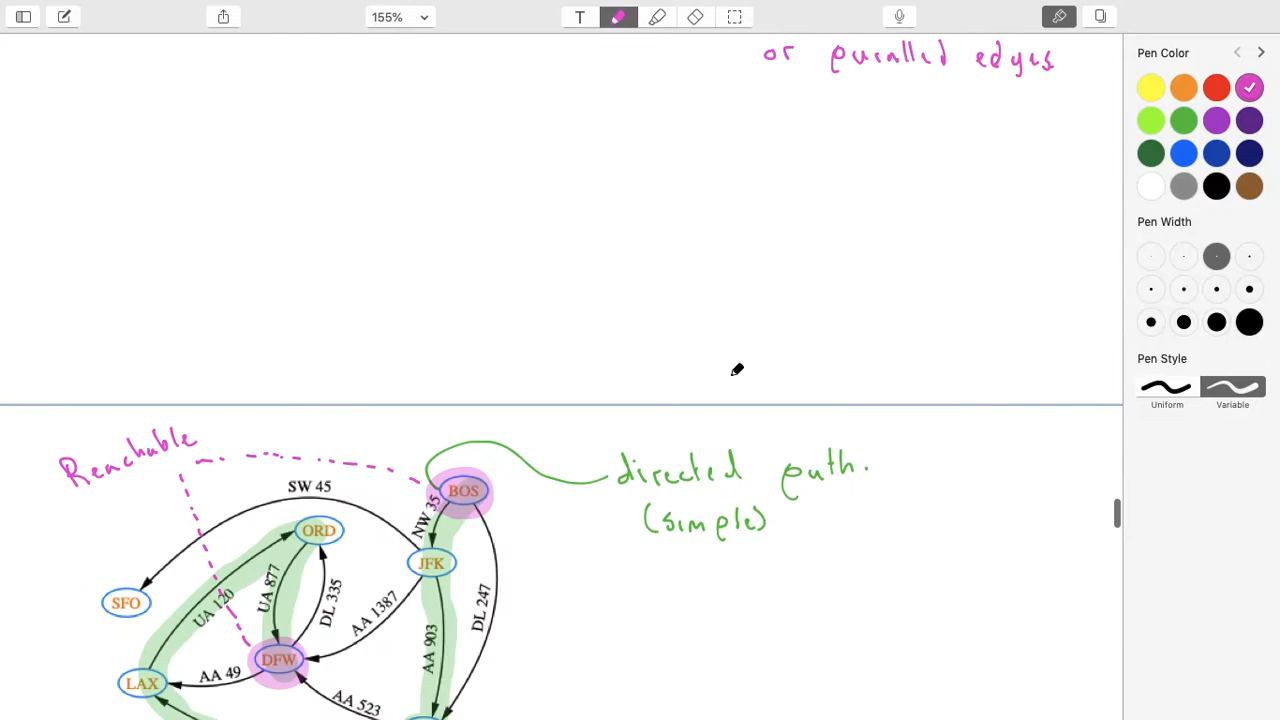 155%
T
or parallel edges
Pen Color
Pen Width
Pen Style
Uniform
Variable
Reachable
directed path.
(simple)
SW 45
BOS
NW 35
ORD
JFK
SFO
UA 120
UA 877
DL 335
AA 1387
DL 247
AA 903
DFW
LAX
AA 49
AA 523